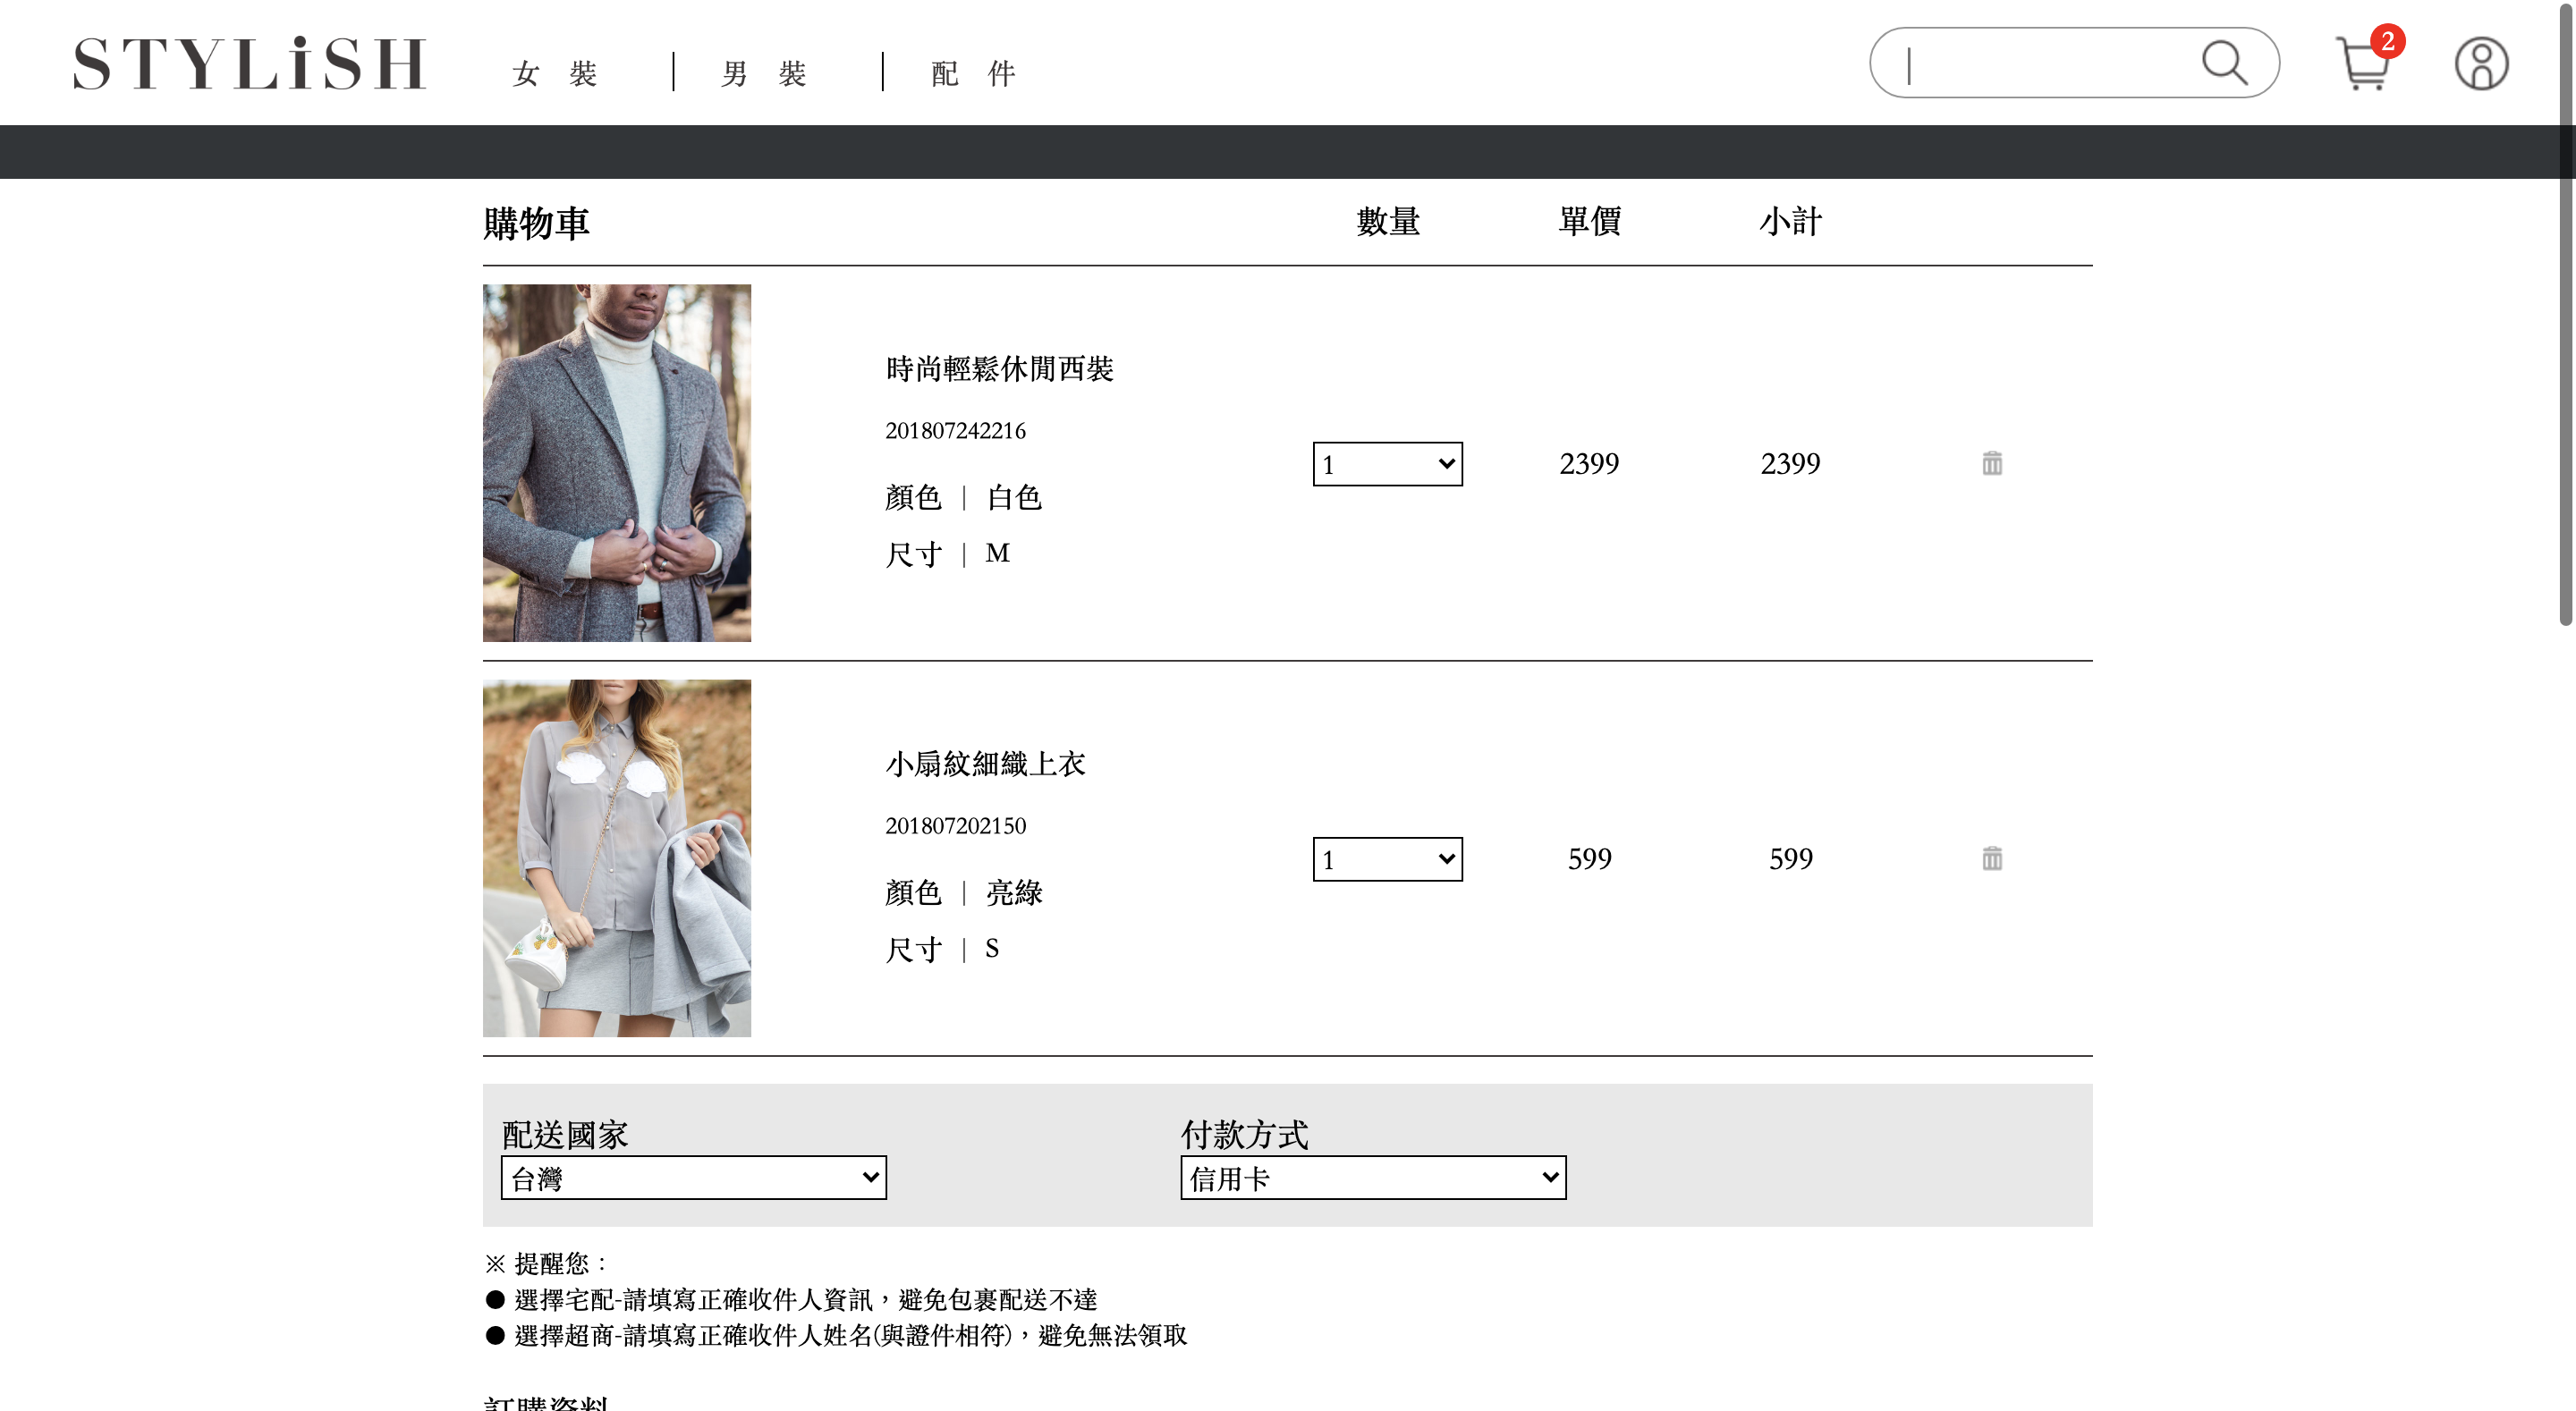 STYLiSH 女裝 男裝 配件 2
購物車 數量 單價 小計
時尚輕鬆休閒西裝
201807242216
顏色 | 白色
尺寸 | M
1 2399 2399
小扇紋細織上衣
201807202150
顏色 | 亮綠
尺寸 | S
1 599 599
配送國家 付款方式
台灣 信用卡
※ 提醒您：
● 選擇宅配-請填寫正確收件人資訊，避免包裹配送不達
● 選擇超商-請填寫正確收件人姓名(與證件相符)，避免無法領取
訂購資料